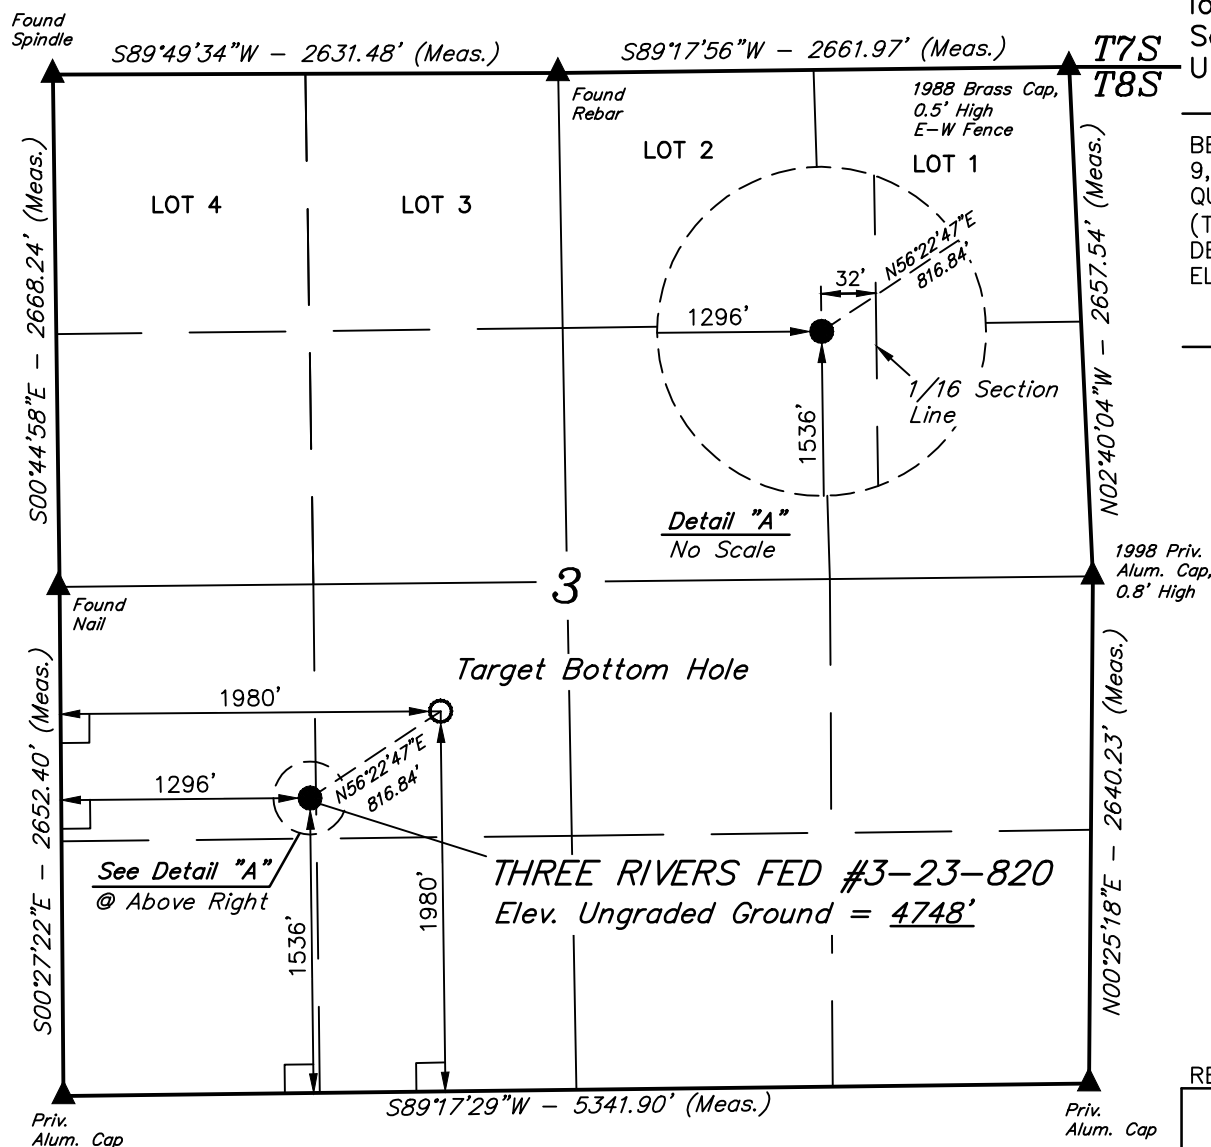 Found
Spindle
S89°49'34"W - 2631.48' (Meas.)
S89°17'56"W - 2661.97' (Meas.)
T7S
T8S
Found
Rebar
1988 Brass Cap,
0.5' High
E-W Fence
LOT 4
LOT 3
LOT 2
LOT 1
S00°44'58"E - 2668.24' (Meas.)
N02°40'04"W - 2657.54' (Meas.)
N56°22'47"E
816.84'
32'
1296'
1536'
1/16 Section
Line
Detail "A"
No Scale
3
Found
Nail
1998 Priv.
Alum. Cap,
0.8' High
Target Bottom Hole
1980'
N56°22'47"E
816.84'
1296'
See Detail "A"
@ Above Right
1536'
1980'
THREE RIVERS FED #3-23-820
Elev. Ungraded Ground = 4748'
S00°27'22"E - 2652.40' (Meas.)
N00°25'18"E - 2640.23' (Meas.)
S89°17'29"W - 5341.90' (Meas.)
Priv.
Alum. Cap
Priv.
Alum. Cap
U
BE
9,
QU
(T
DE
EL
RE